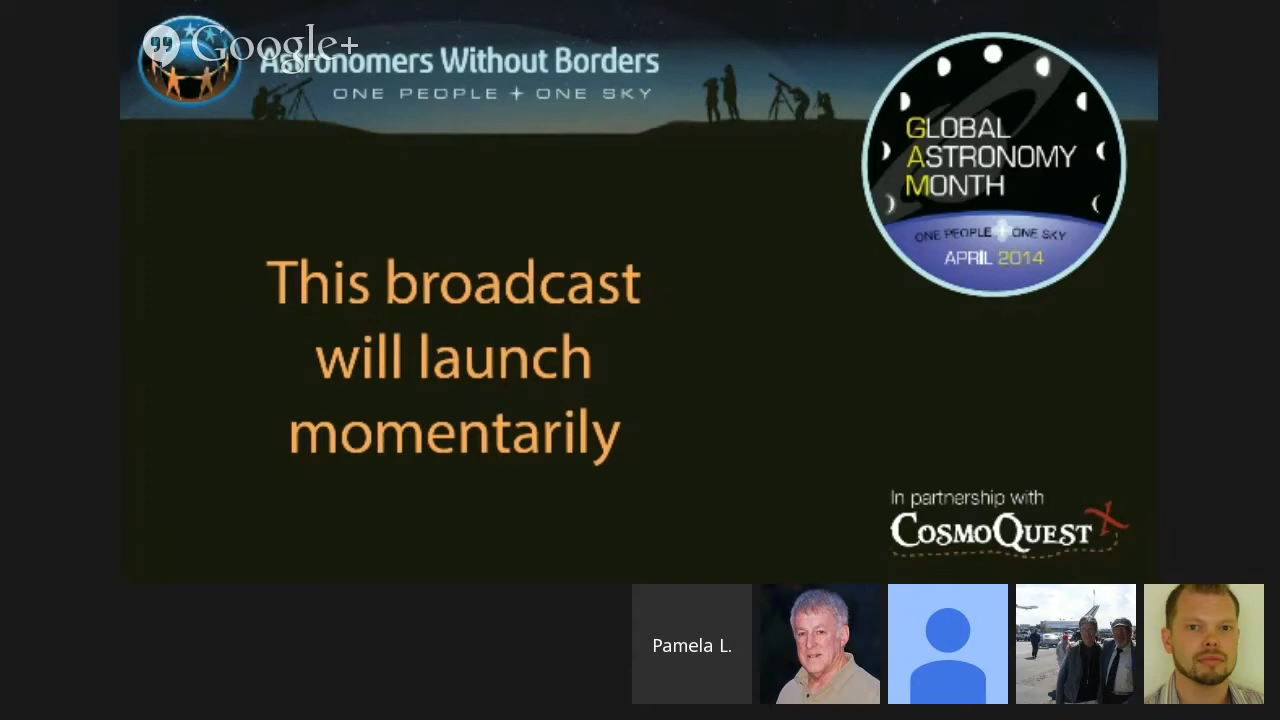 Google+
Astronomers Without Borders
ONE PEOPLE + ONE SKY
GLOBAL
ASTRONOMY
MONTH
ONE PEOPLE + ONE SKY
APRIL 2014
This broadcast
will launch
momentarily
In partnership with
COSMOQUEST X
Pamela L.